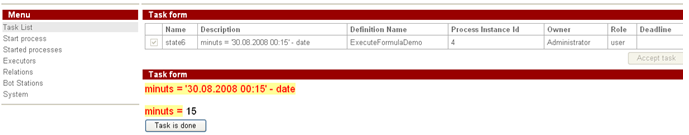 Menu
Task List
Start process
Started processes
Executors
Relations
Bot Stations
System
Task form
Name Description Definition Name Process Instance Id Owner Role Deadline
state6 minuts = '30.08.2008 00:15' - date ExecuteFormulaDemo 4 Administrator user
Accept task
Task form
minuts = '30.08.2008 00:15' - date
minuts = 15
Task is done